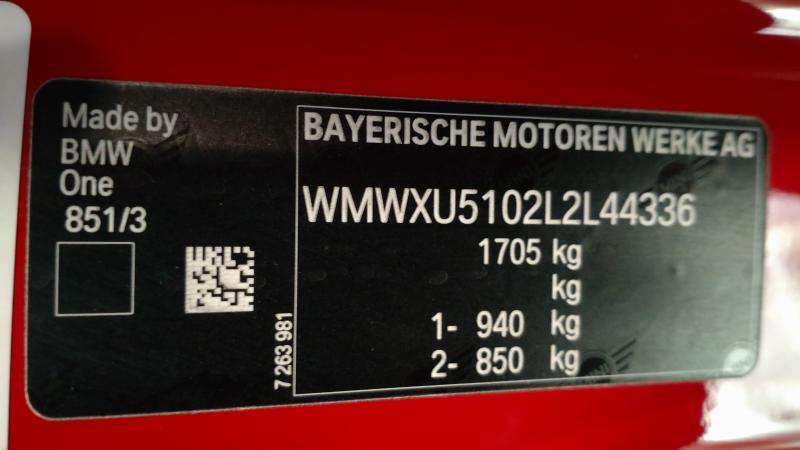 Made by
BMW
One
851/3
7 263 981
BAYERISCHE MOTOREN WERKE AG
WMWXU5102L2L44336
1705 kg
kg
1- 940 kg
2- 850 kg